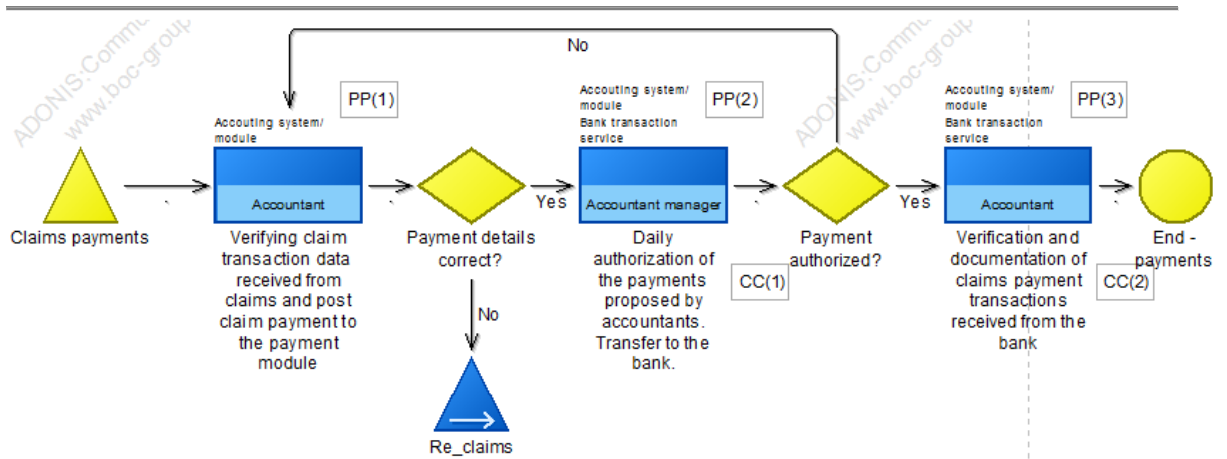 ADONIS:Commu
www.boc-group
ADONIS:Commu
www.boc-group
No
PP(1)
Accouting system/
module
Accouting system/
module
Bank transaction
service
PP(2)
Accouting system/
module
Bank transaction
service
PP(3)
Accountant
Yes
Accountant manager
Yes
Accountant
Claims payments
Verifying claim
transaction data
received from
claims and post
claim payment to
the payment
module
Payment details
correct?
No
Re_claims
Daily
authorization of
the payments
proposed by
accountants.
Transfer to the
bank.
CC(1)
Payment
authorized?
Verification and
documentation of
claims payment
transactions
received from the
bank
CC(2)
End -
payments